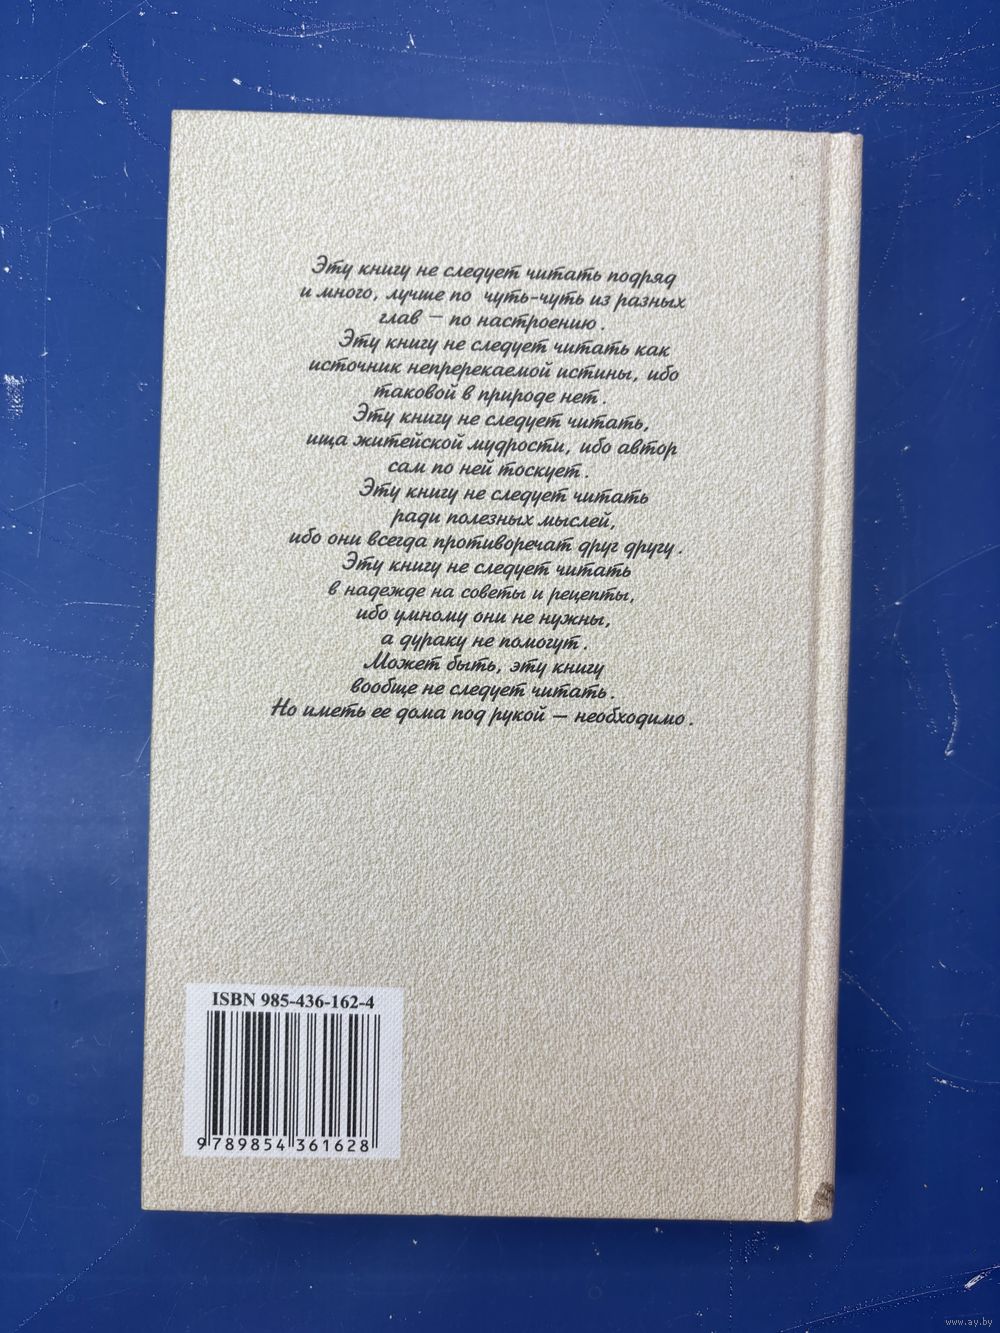 Эту книгу не следует читать подряд
и много, лучше по чуть-чуть из разных
глав — по настроению.
Эту книгу не следует читать как
источник непререкаемой истины, ибо
таковой в природе нет.
Эту книгу не следует читать,
ища житейской мудрости, ибо автор
сам по ней тоскует.
Эту книгу не следует читать
ради полезных мыслей,
ибо они всегда противоречат друг другу.
Эту книгу не следует читать
в надежде на советы и рецепты,
ибо умному они не нужны,
а дураку не помогут.
Может быть, эту книгу
вообще не следует читать.
Но иметь ее дома под рукой — необходимо.
ISBN 985-436-162-4
9 789854 361628
www.ay.by